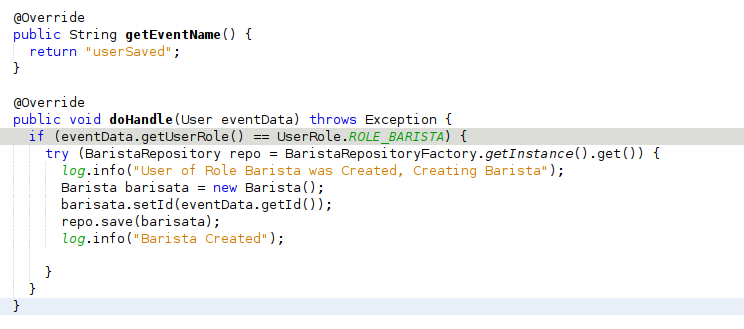 @Override
public String getEventName() {
  return "userSaved";
}

@Override
public void doHandle(User eventData) throws Exception {
  if (eventData.getUserRole() == UserRole.ROLE_BARISTA) {
    try (BaristaRepository repo = BaristaRepositoryFactory.getInstance().get()) {
      log.info("User of Role Barista was Created, Creating Barista");
      Barista barisata = new Barista();
      barisata.setId(eventData.getId());
      repo.save(barisata);
      log.info("Barista Created");

    }
  }
}